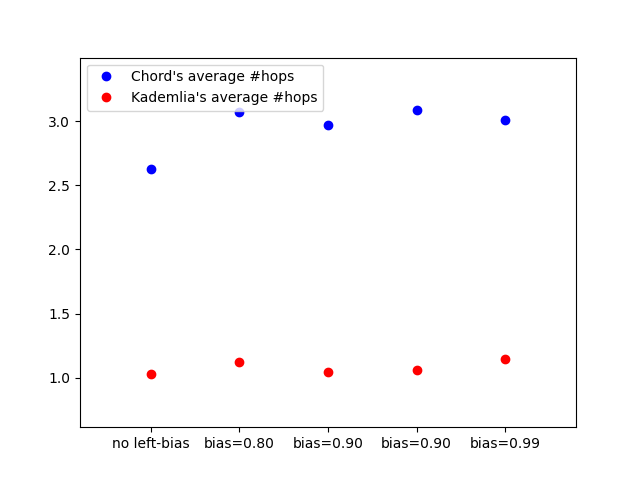 Chord's average #hops
Kademlia's average #hops
3.0
2.5
2.0
1.5
1.0
no left-bias bias=0.80 bias=0.90 bias=0.90 bias=0.99